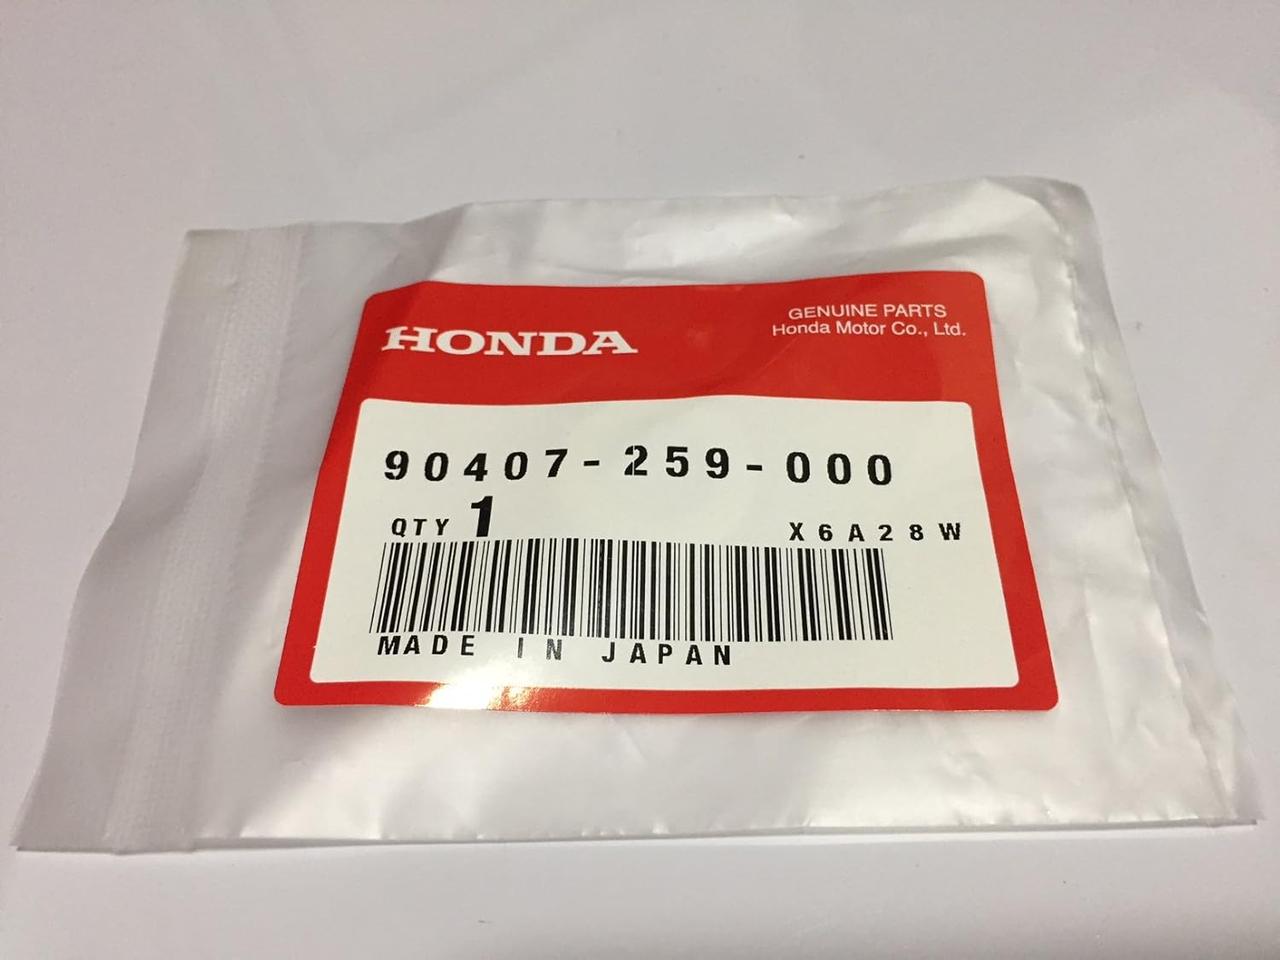 HONDA
GENUINE PARTS
Honda Motor Co., Ltd.
90407-259-000
QTY 1
X6A28W
MADE IN JAPAN